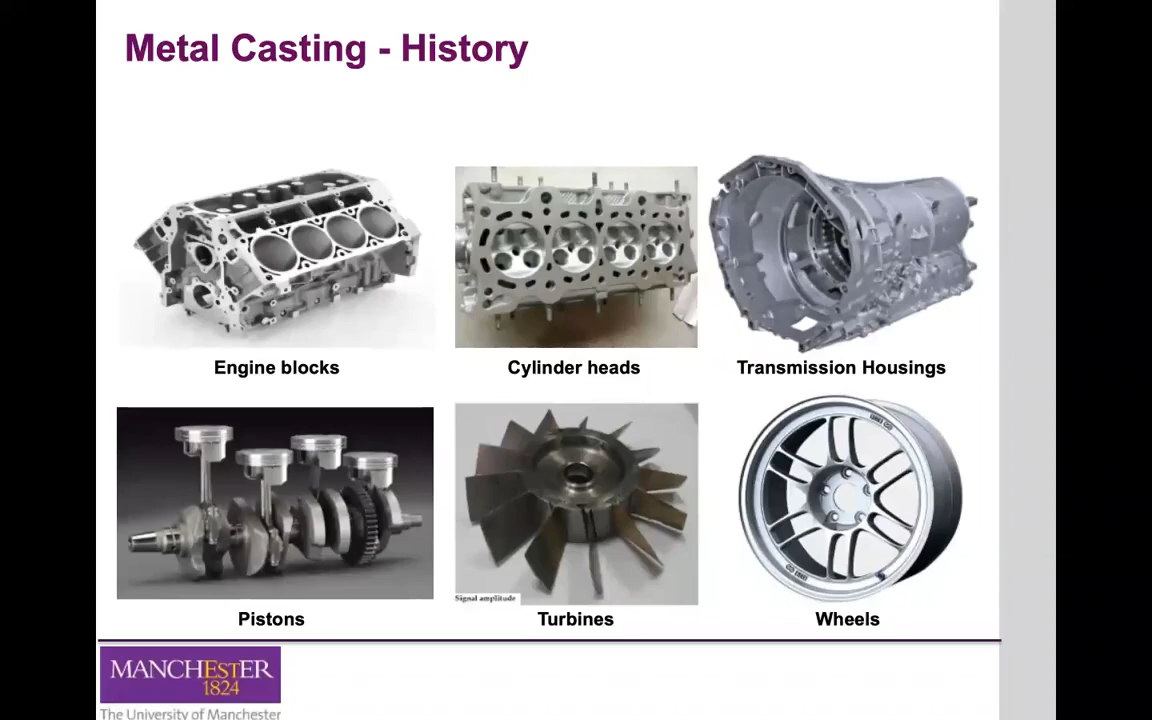 Metal Casting - History
Engine blocks
Cylinder heads
Transmission Housings
Signal amplitude
Pistons
Turbines
Wheels
MANCHESTER
1824
The University of Manchester